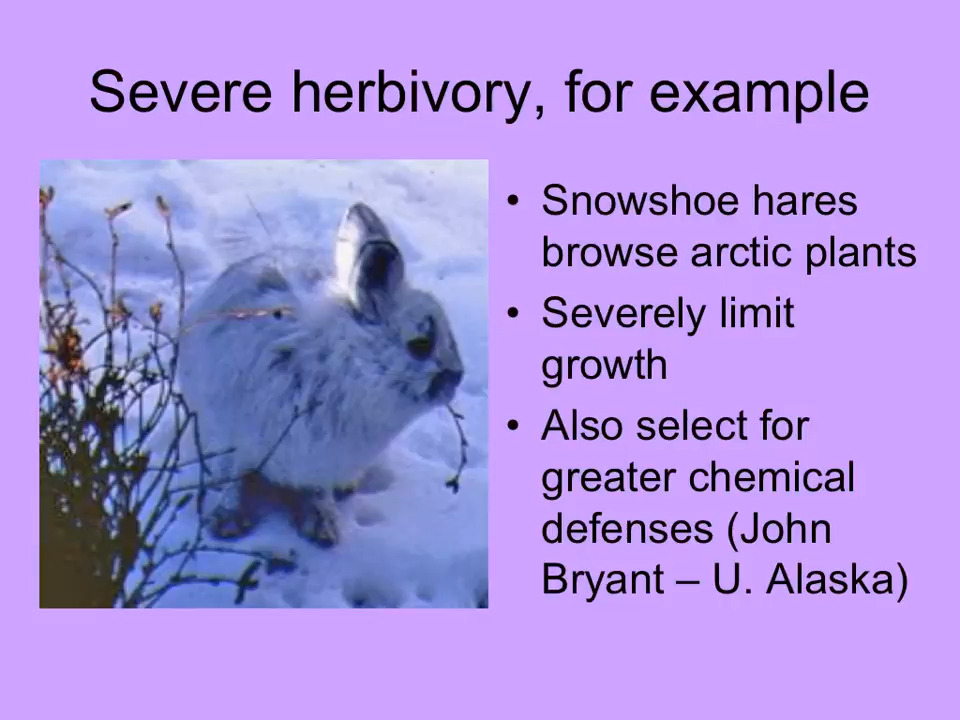 Severe herbivory, for example
• Snowshoe hares
browse arctic plants
• Severely limit
growth
• Also select for
greater chemical
defenses (John
Bryant – U. Alaska)